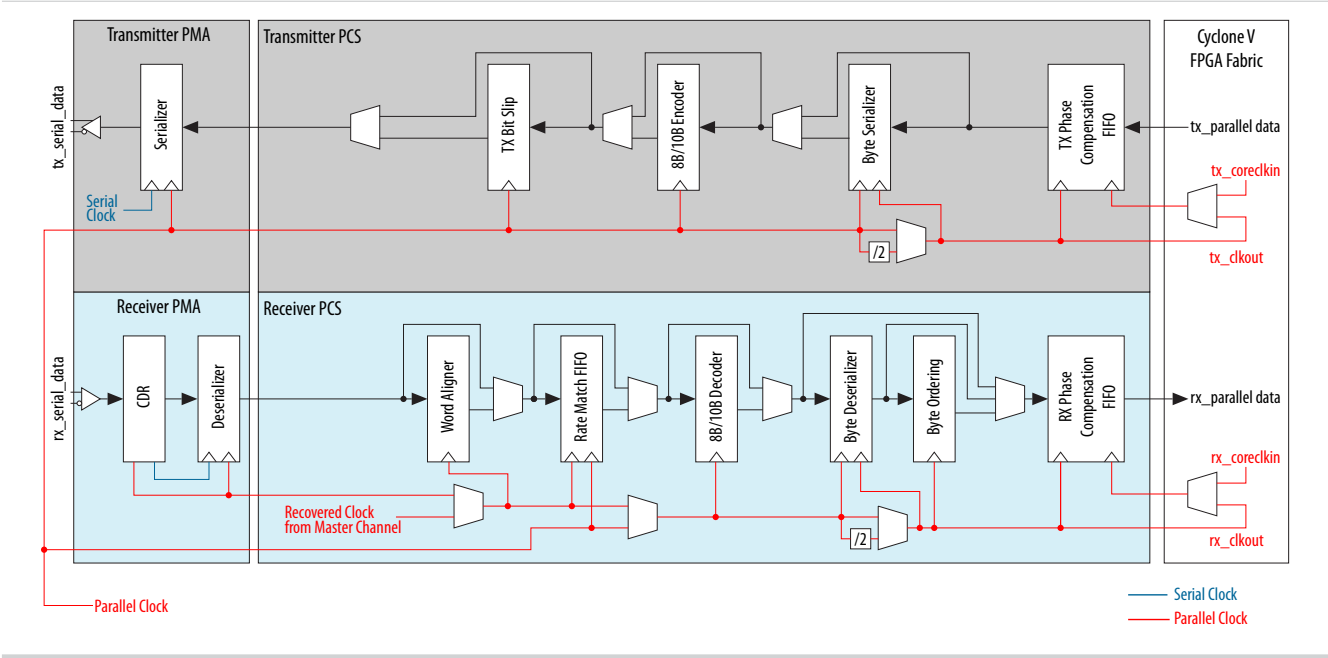 Transmitter PMA
Transmitter PCS
Cyclone V
FPGA Fabric
tx_serial_data
Serializer
TX Bit Slip
8B/10B Encoder
Byte Serializer
TX Phase
Compensation
FIFO
tx_parallel data
tx_coreclkin
Serial
Clock
/2
tx_clkout
Receiver PMA
Receiver PCS
rx_serial_data
CDR
Deserializer
Word Aligner
Rate Match FIFO
8B/10B Decoder
Byte Deserializer
Byte Ordering
RX Phase
Compensation
FIFO
rx_parallel data
rx_coreclkin
Recovered Clock
from Master Channel
/2
rx_clkout
Parallel Clock
Serial Clock
Parallel Clock